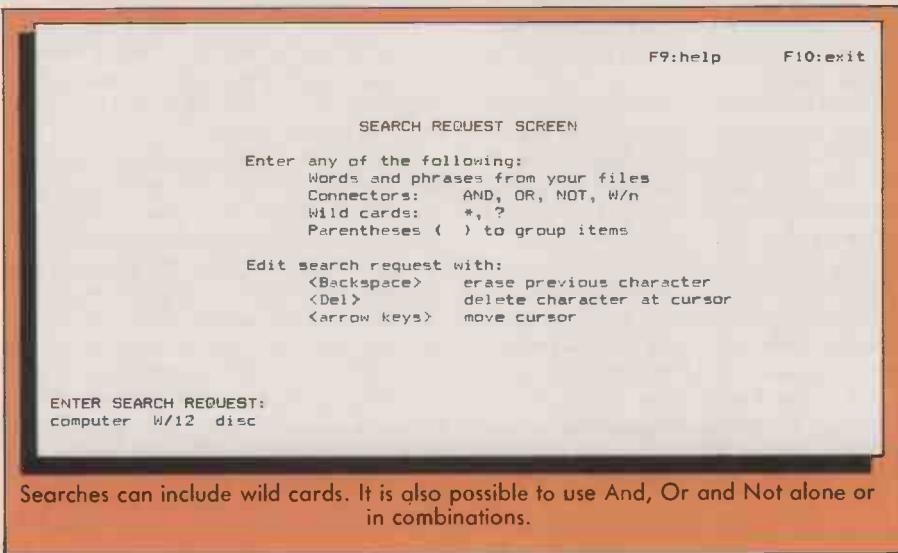 F9:help F10:exit
SEARCH REQUEST SCREEN
Enter any of the following:
Words and phrases from your files
Connectors: AND, OR, NOT, W/n
Wild cards: *, ?
Parentheses ( ) to group items
Edit search request with:
<Backspace> erase previous character
<Del> delete character at cursor
<arrow keys> move cursor
ENTER SEARCH REQUEST:
computer W/12 disc
Searches can include wild cards. It is also possible to use And, Or and Not alone or
in combinations.